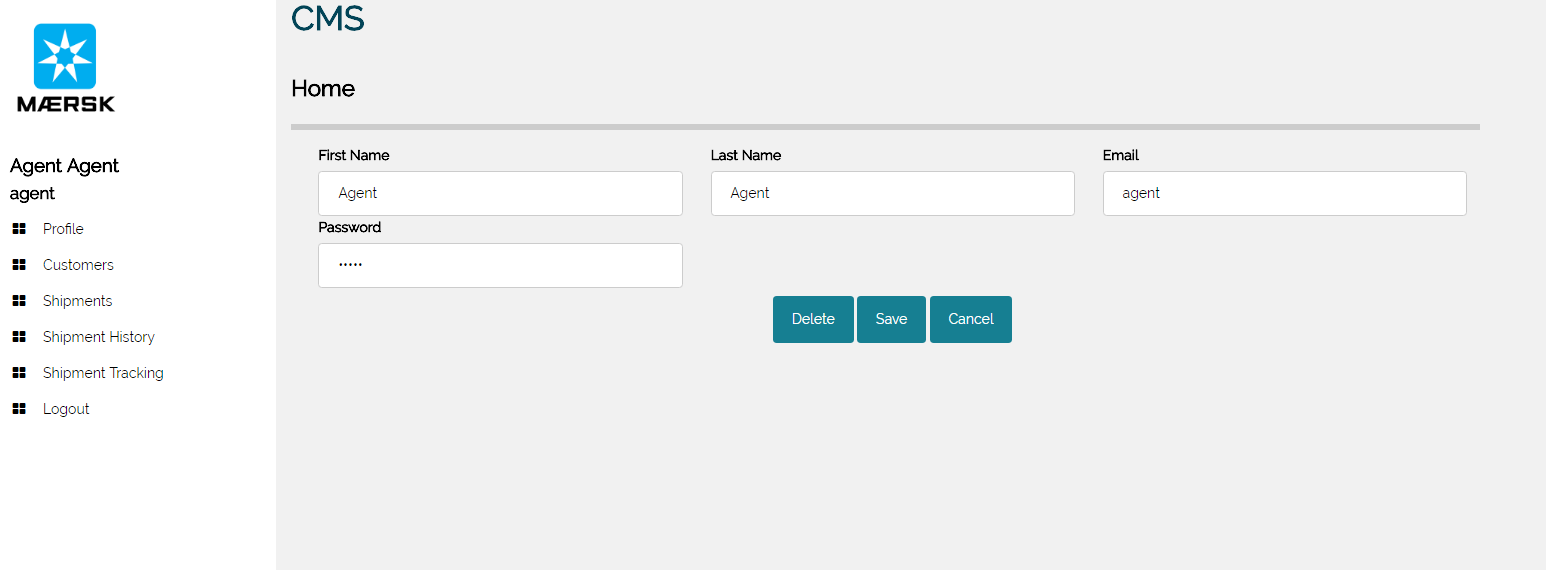 MÆRSK
Agent Agent
agent
Profile
Customers
Shipments
Shipment History
Shipment Tracking
Logout
CMS
Home
First Name
Last Name
Email
Agent
Agent
agent
Password
•••••
Delete
Save
Cancel